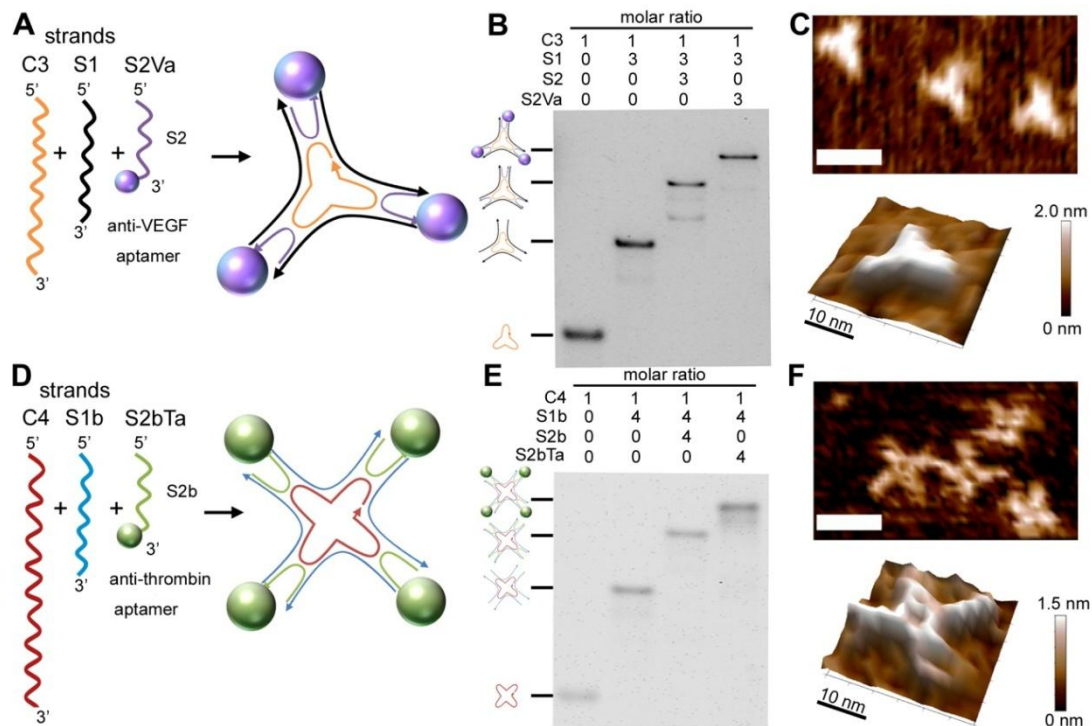 A
strands
C3 S1 S2Va
5' 5' 5'
S2
+ +
3'
3'
anti-VEGF
aptamer
3'
B
molar ratio
C3 1 1 1 1
S1 0 3 3 3
S2 0 0 3 0
S2Va 0 0 0 3
C
2.0 nm
0 nm
10 nm
D
strands
C4 S1b S2bTa
5' 5' 5'
S2b
+ +
3'
3'
anti-thrombin
aptamer
3'
E
molar ratio
C4 1 1 1 1
S1b 0 4 4 4
S2b 0 0 4 0
S2bTa 0 0 0 4
F
1.5 nm
0 nm
10 nm